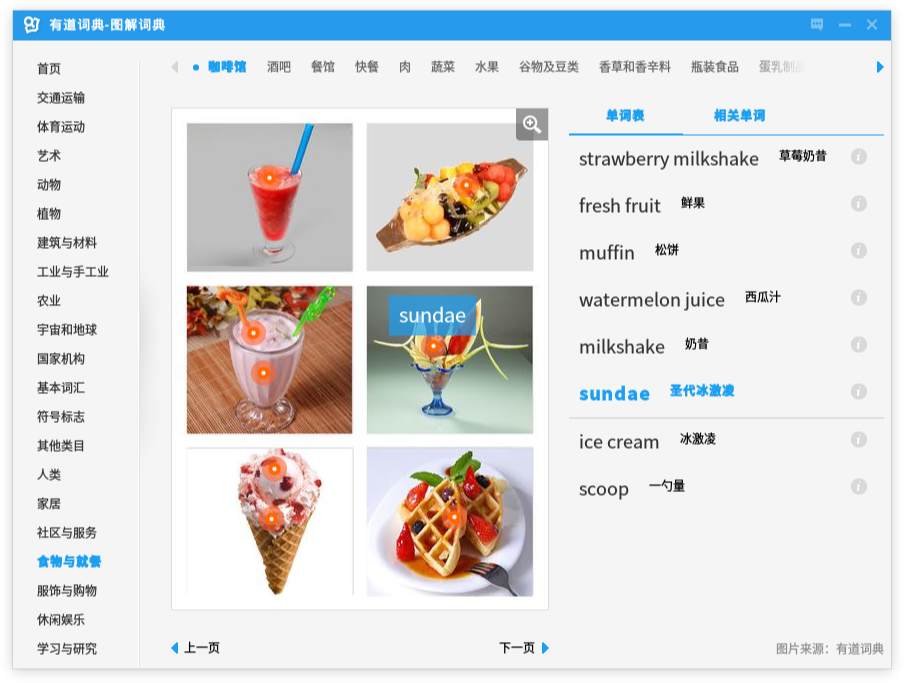 有道词典-图解词典
首页
交通运输
体育运动
艺术
动物
植物
建筑与材料
工业与手工业
农业
宇宙和地球
国家机构
基本词汇
符号标志
其他类目
人类
家居
社区与服务
食物与就餐
服饰与购物
休闲娱乐
学习与研究
咖啡馆 酒吧 餐馆 快餐 肉 蔬菜 水果 谷物及豆类 香草和香辛料 瓶装食品 蛋乳制品
sundae
上一页 下一页
单词表 相关单词
strawberry milkshake 草莓奶昔
fresh fruit 鲜果
muffin 松饼
watermelon juice 西瓜汁
milkshake 奶昔
sundae 圣代冰激凌
ice cream 冰激凌
scoop 一勺量
图片来源：有道词典